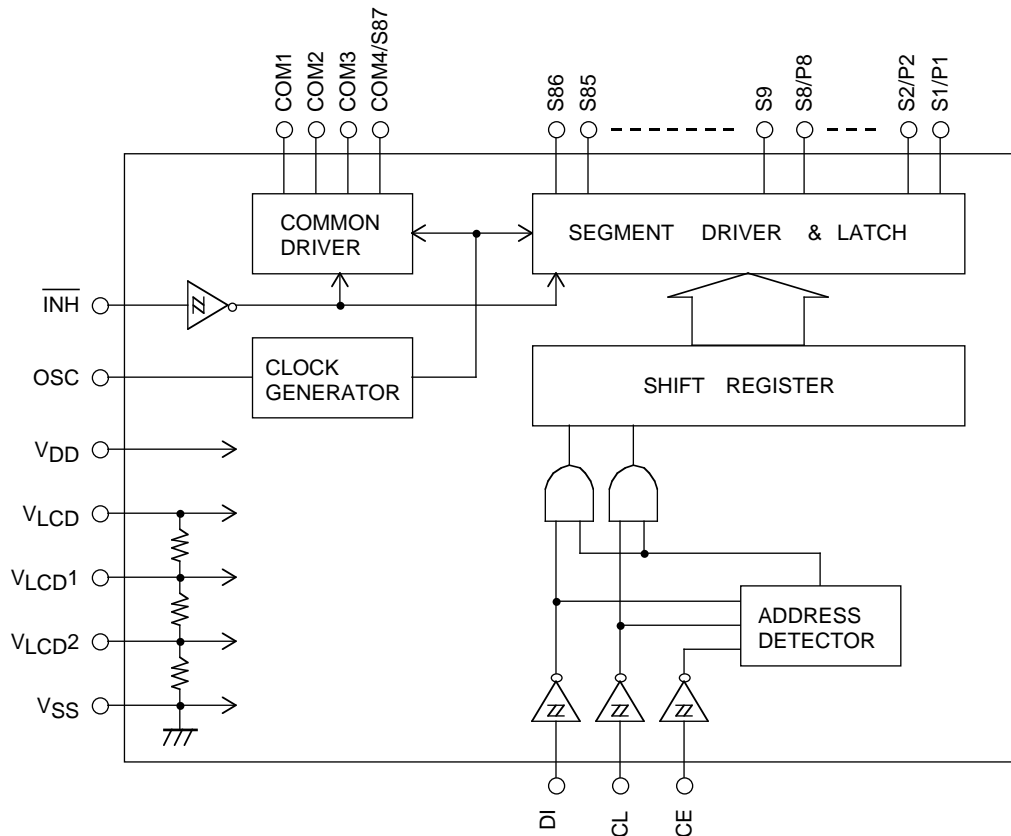 COM1
COM2
COM3
COM4/S87
S86
S85
S9
S8/P8
S2/P2
S1/P1
COMMON
DRIVER
SEGMENT DRIVER & LATCH
INH
OSC
CLOCK
GENERATOR
SHIFT REGISTER
VDD
VLCD
VLCD1
VLCD2
VSS
ADDRESS
DETECTOR
DI
CL
CE